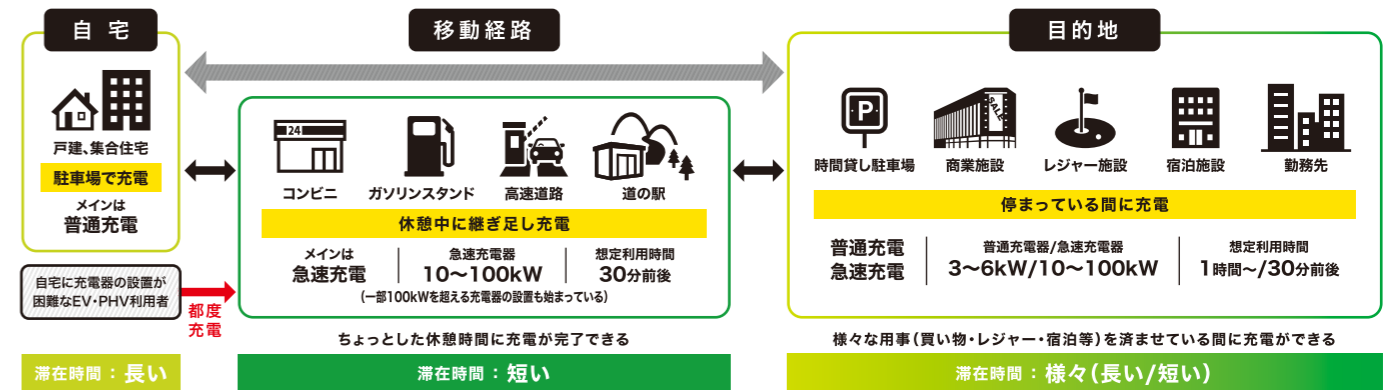 自宅
戸建、集合住宅
駐車場で充電
メインは
普通充電
自宅に充電器の設置が
困難なEV・PHV利用者
都度
充電
滞在時間：長い
移動経路
24
コンビニ
ガソリンスタンド
高速道路
道の駅
休憩中に継ぎ足し充電
メインは
急速充電
急速充電器
10〜100kW
想定利用時間
30分前後
（一部100kWを超える充電器の設置も始まっている）
ちょっとした休憩時間に充電が完了できる
滞在時間：短い
目的地
P
SALE
時間貸し駐車場
商業施設
レジャー施設
宿泊施設
勤務先
停まっている間に充電
普通充電
急速充電
普通充電器/急速充電器
3〜6kW/10〜100kW
想定利用時間
1時間〜/30分前後
様々な用事（買い物・レジャー・宿泊等）を済ませている間に充電ができる
滞在時間：様々（長い/短い）